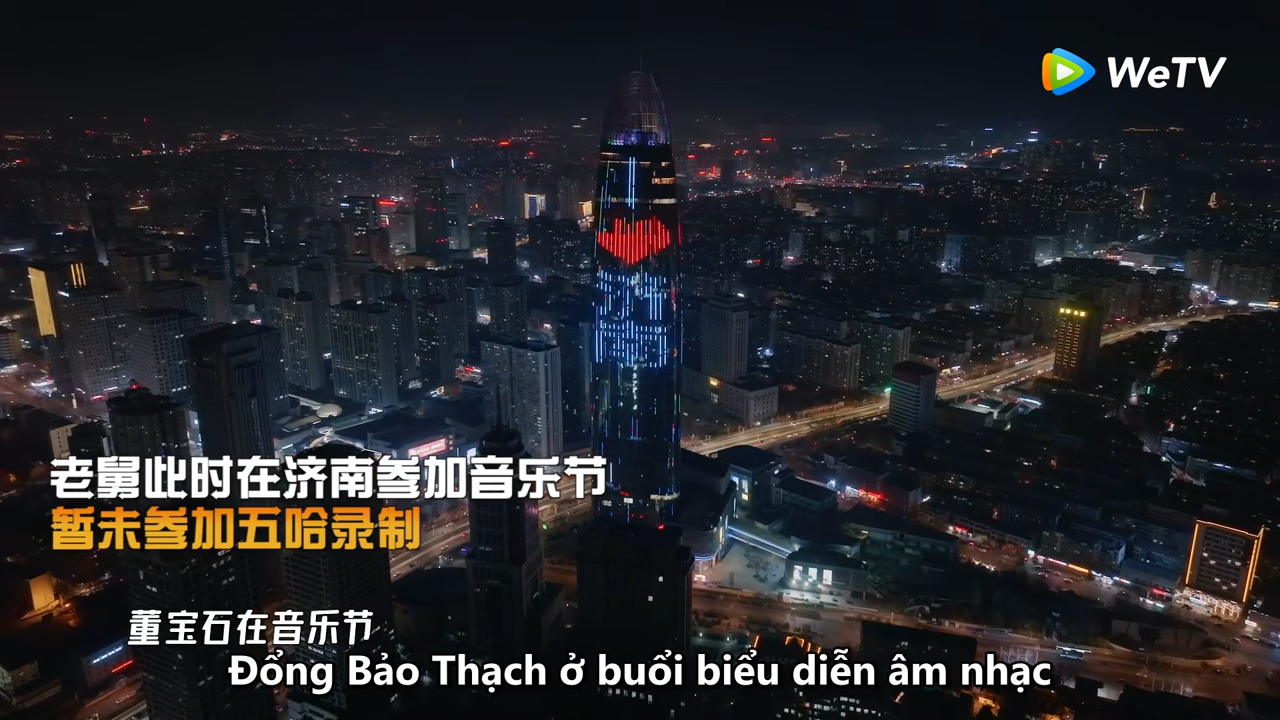 WeTV
老舅此时在济南参加音乐节
暂未参加五哈录制
董宝石在音乐节
Đổng Bảo Thạch ở buổi biểu diễn âm nhạc